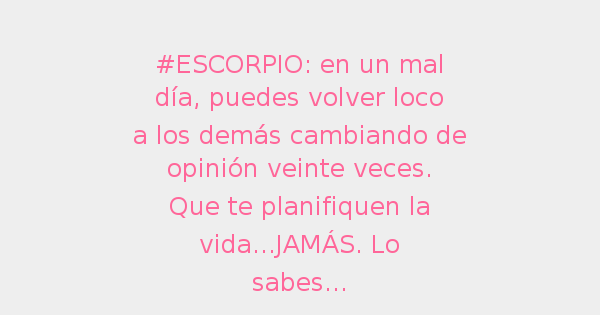 #ESCORPIO: en un mal
día, puedes volver loco
a los demás cambiando de
opinión veinte veces.
Que te planifiquen la
vida...JAMÁS. Lo
sabes...